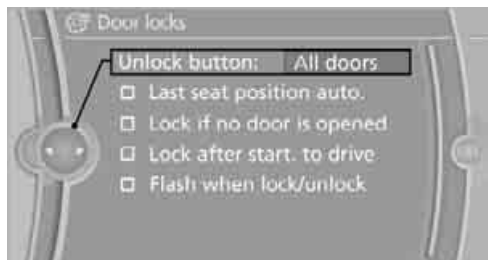 Door locks
Unlock button: All doors
Last seat position auto.
Lock if no door is opened
Lock after start. to drive
Flash when lock/unlock